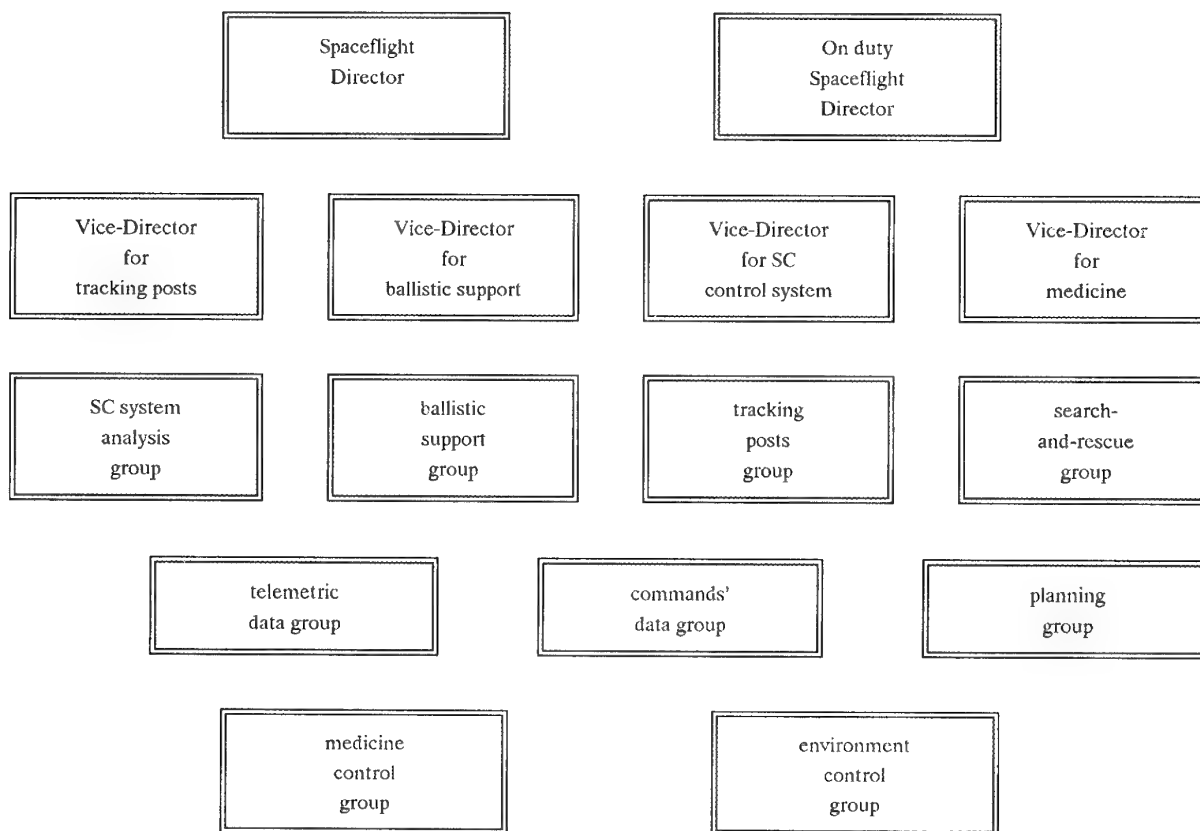 Spaceflight
Director
On duty
Spaceflight
Director
Vice-Director
for
tracking posts
Vice-Director
for
ballistic support
Vice-Director
for SC
control system
Vice-Director
for
medicine
SC system
analysis
group
ballistic
support
group
tracking
posts
group
search-
and-rescue
group
telemetric
data group
commands'
data group
planning
group
medicine
control
group
environment
control
group